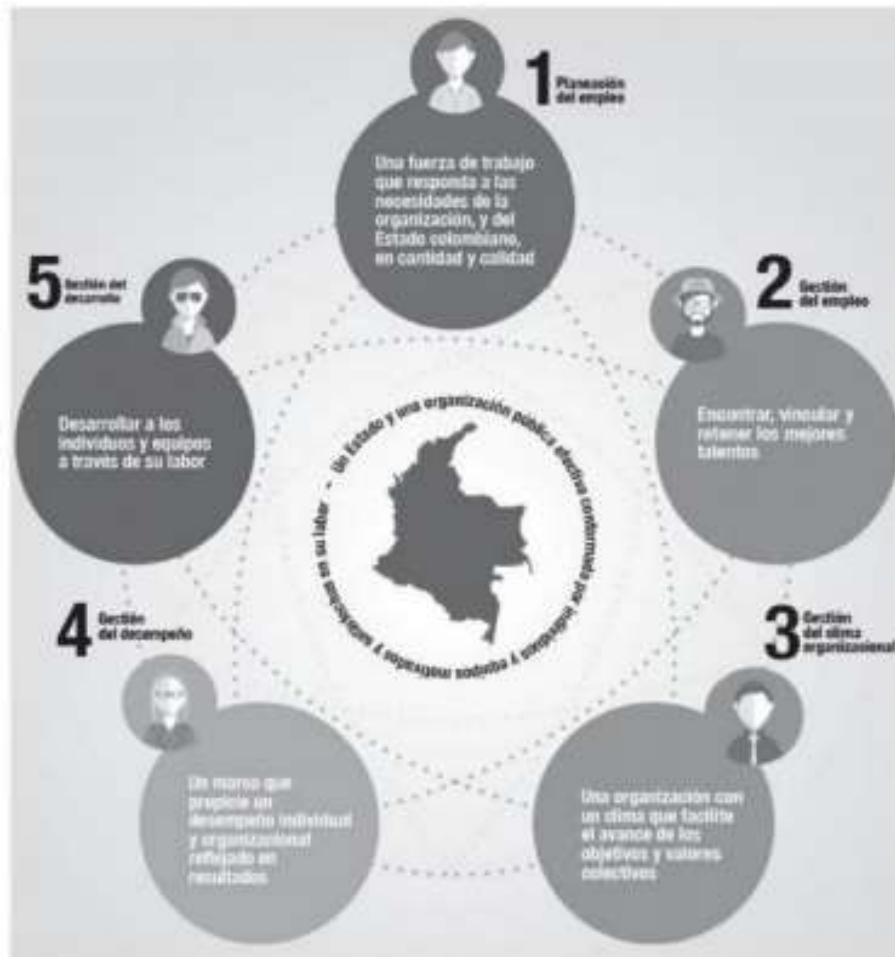 1 Planeación
del empleo
Una fuerza de trabajo
que responda a las
necesidades de la
organización, y del
Estado colombiano,
en cantidad y calidad
2 Gestión
del empleo
Encontrar, vincular y
retener los mejores
talentos
3 Gestión
del clima
organizacional
Una organización con
un clima que facilite
el avance de los
objetivos y valores
colectivos
4 Gestión
del desempeño
Un marco que
propicie un
desempeño individual
y organizacional
reflejado en
resultados
5 Gestión del
desarrollo
Desarrollar a los
individuos y equipos
a través de su labor
Un Estado y una organización pública efectiva conformada por individuos y equipos motivados y satisfechos en su labor -